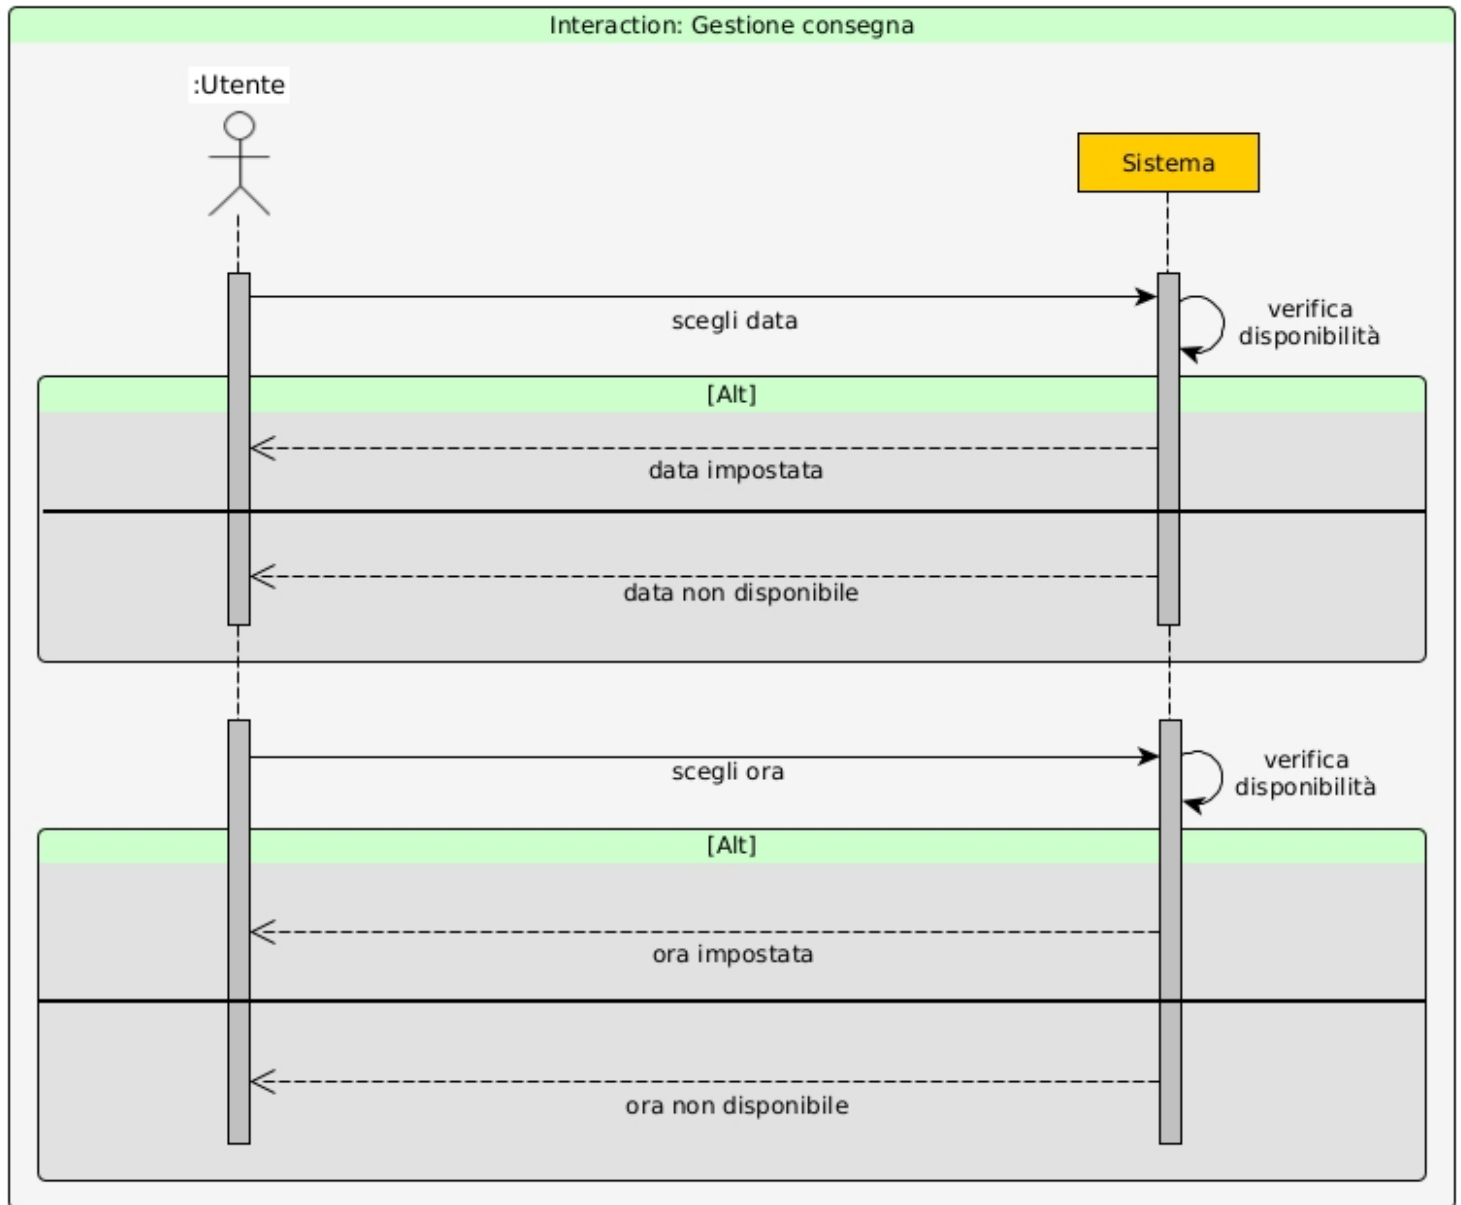 Interaction: Gestione consegna
:Utente
Sistema
scegli data
verifica
disponibilità
[Alt]
data impostata
data non disponibile
scegli ora
verifica
disponibilità
[Alt]
ora impostata
ora non disponibile